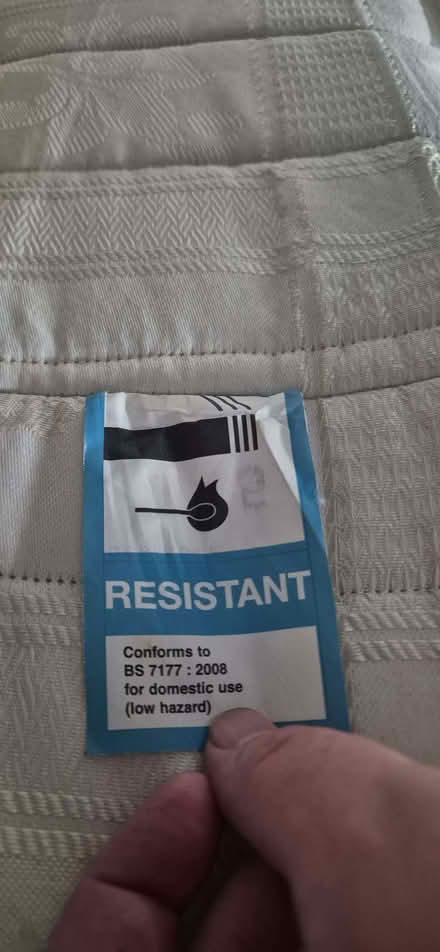 RESISTANT
Conforms to
BS 7177 : 2008
for domestic use
(low hazard)